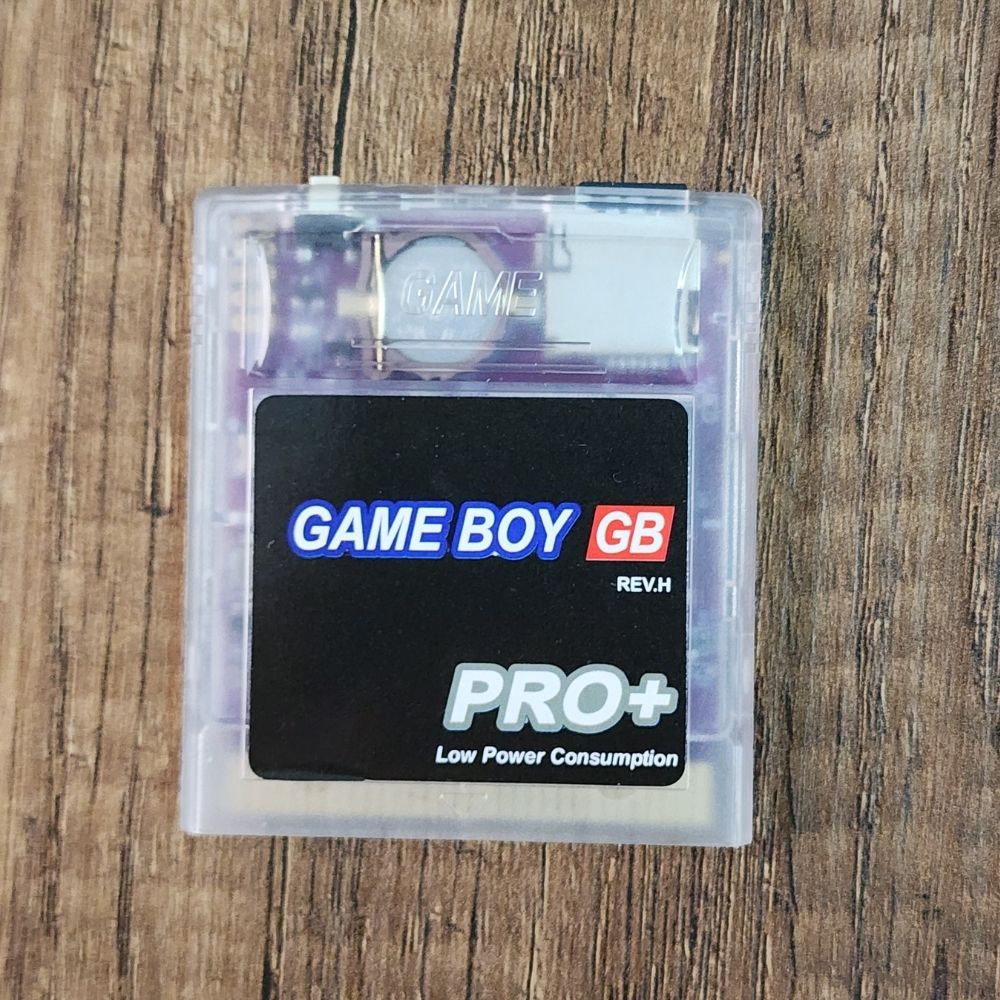 GAME
GAME BOY GB
REV.H
PRO+
Low Power Consumption